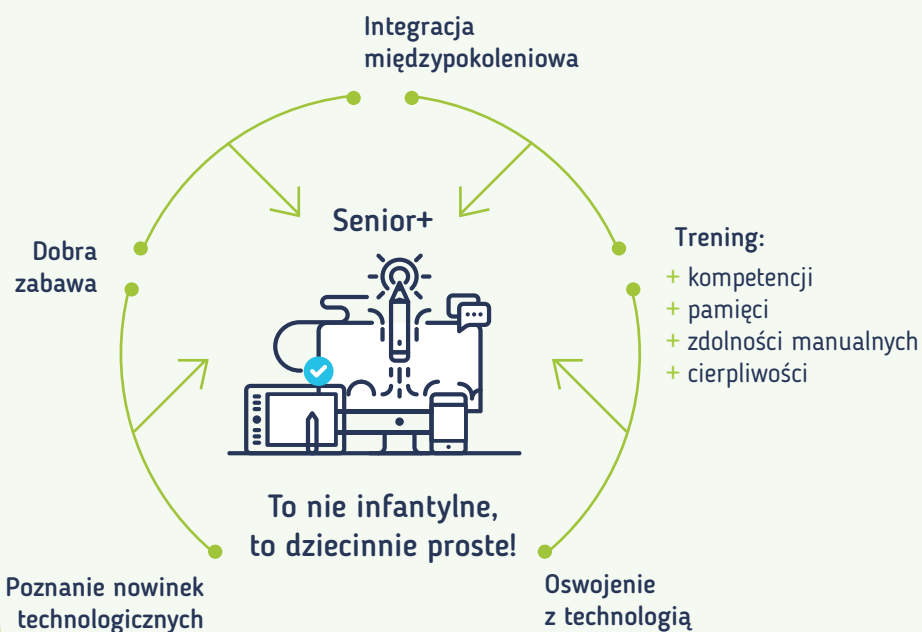 Integracja
międzypokoleniowa
Senior+
Dobra
zabawa
Trening:
+ kompetencji
+ pamięci
+ zdolności manualnych
+ cierpliwości
To nie infantylne,
to dziecinnie proste!
Poznanie nowinek
technologicznych
Oswojenie
z technologią